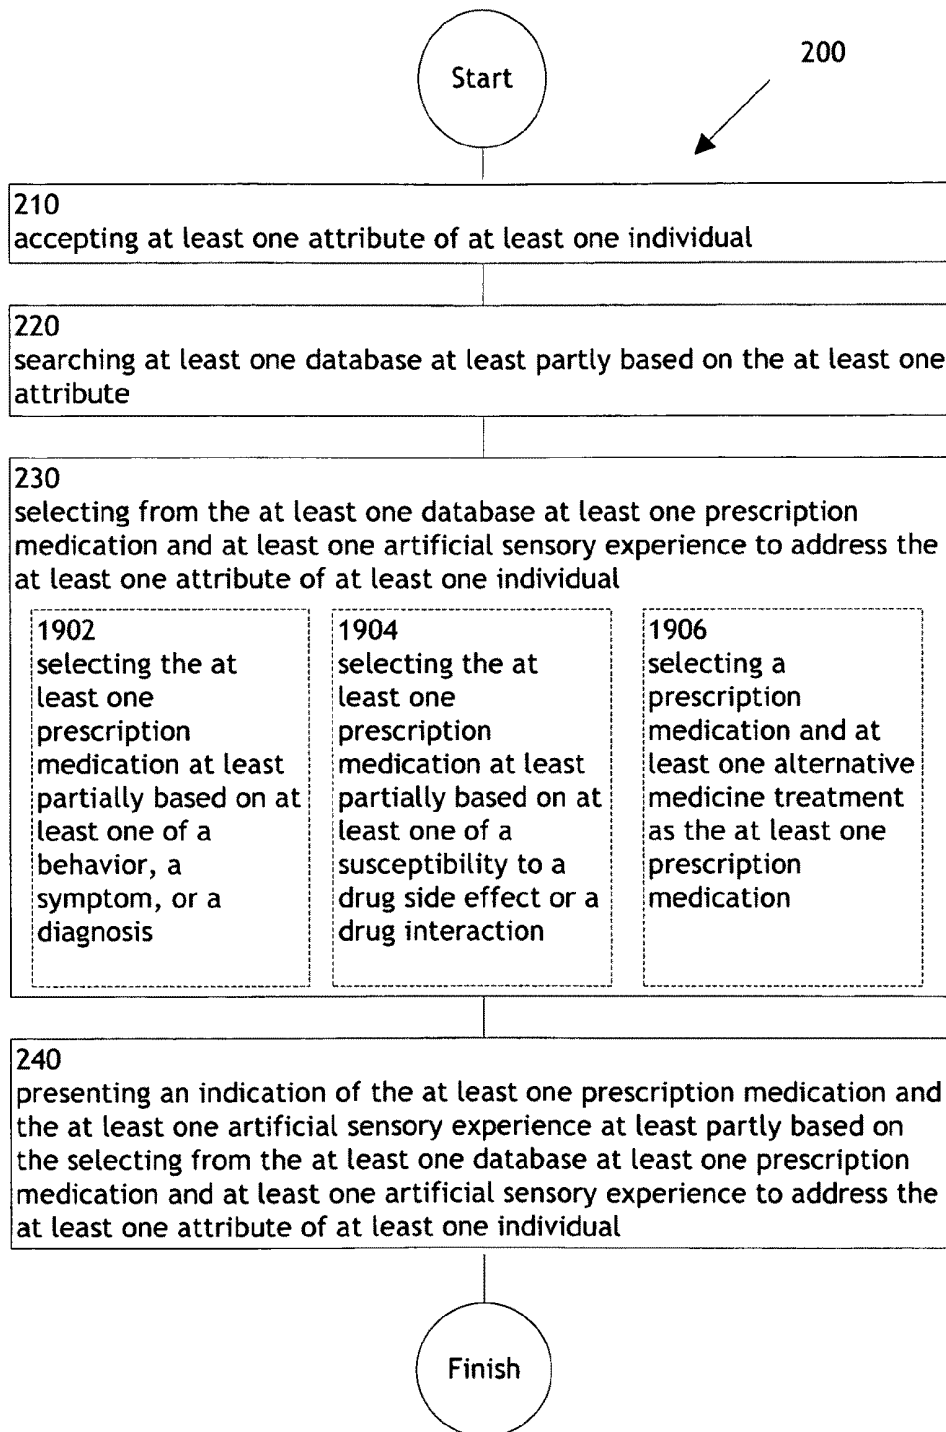 Start
200
210
accepting at least one attribute of at least one individual
220
searching at least one database at least partly based on the at least one
attribute
230
selecting from the at least one database at least one prescription
medication and at least one artificial sensory experience to address the
at least one attribute of at least one individual
1902
selecting the at
least one
prescription
medication at least
partially based on at
least one of a
behavior, a
symptom, or a
diagnosis
1904
selecting the at
least one
prescription
medication at least
partially based on at
least one of a
susceptibility to a
drug side effect or a
drug interaction
1906
selecting a
prescription
medication and at
least one alternative
medicine treatment
as the at least one
prescription
medication
240
presenting an indication of the at least one prescription medication and
the at least one artificial sensory experience at least partly based on
the selecting from the at least one database at least one prescription
medication and at least one artificial sensory experience to address the
at least one attribute of at least one individual
Finish